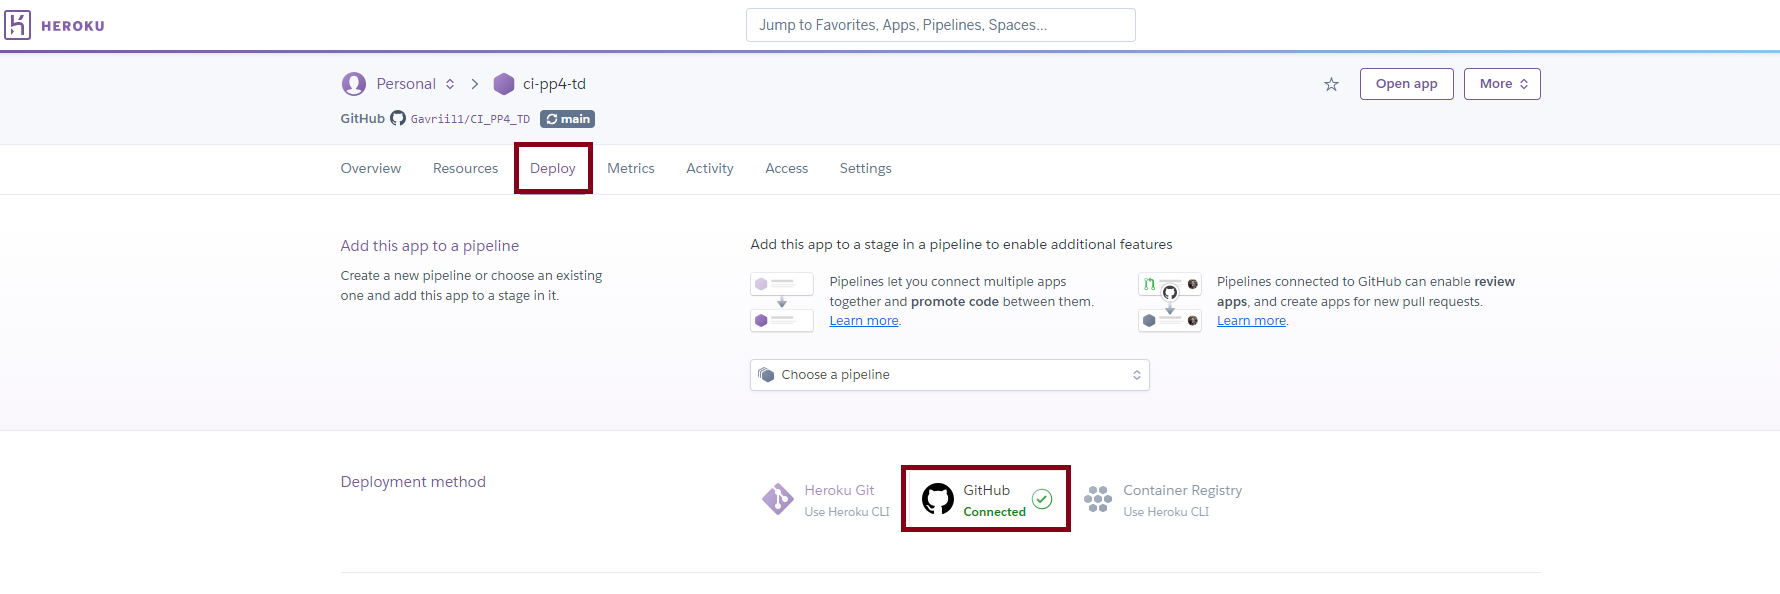 HEROKU
Jump to Favorites, Apps, Pipelines, Spaces...
Personal
ci-pp4-td
Open app
More
GitHub Gavriil1/CI_PP4_TD main
Overview Resources Deploy Metrics Activity Access Settings
Add this app to a pipeline
Create a new pipeline or choose an existing
one and add this app to a stage in it.
Add this app to a stage in a pipeline to enable additional features
Pipelines let you connect multiple apps
together and promote code between them.
Learn more.
Pipelines connected to GitHub can enable review
apps, and create apps for new pull requests.
Learn more.
Choose a pipeline
Deployment method
Heroku Git
Use Heroku CLI
GitHub
Connected
Container Registry
Use Heroku CLI